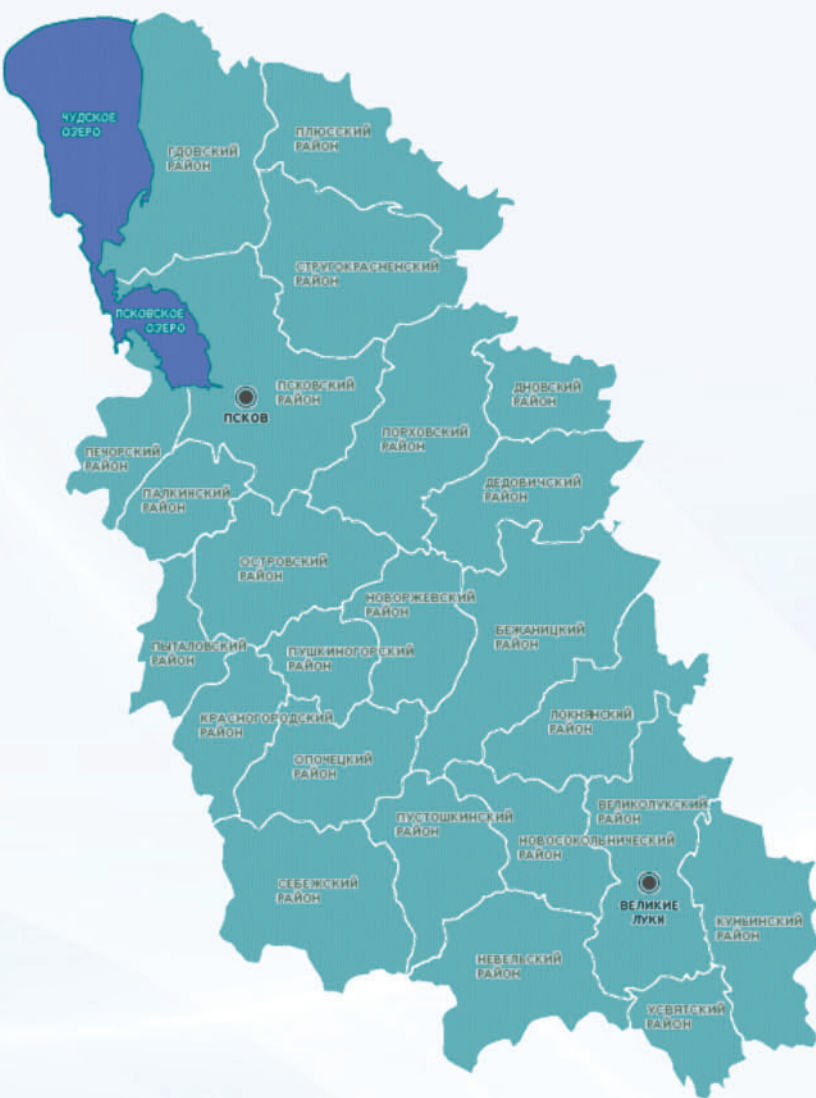 ЧУДСКОЕ
ОЗЕРО
ГДОВСКИЙ
РАЙОН
ПЛЮССКИЙ
РАЙОН
СТРУГОКРАСНЕНСКИЙ
РАЙОН
ПСКОВСКОЕ
ОЗЕРО
ПСКОВСКИЙ
РАЙОН
ПСКОВ
ДНОВСКИЙ
РАЙОН
ПОРХОВСКИЙ
РАЙОН
ПЕЧОРСКИЙ
РАЙОН
ПАЛКИНСКИЙ
РАЙОН
ДЕДОВИЧСКИЙ
РАЙОН
ОСТРОВСКИЙ
РАЙОН
НОВОРЖЕВСКИЙ
РАЙОН
БЕЖАНИЦКИЙ
РАЙОН
ПЫТАЛОВСКИЙ
РАЙОН
ПУШКИНОГОРСКИЙ
РАЙОН
КРАСНОГОРОДСКИЙ
РАЙОН
ЛОКНЯНСКИЙ
РАЙОН
ОПОЧЕЦКИЙ
РАЙОН
ПУСТОШКИНСКИЙ
РАЙОН
ВЕЛИКОЛУКСКИЙ
РАЙОН
НОВОСОКОЛЬНИЧЕСКИЙ
РАЙОН
СЕБЕЖСКИЙ
РАЙОН
ВЕЛИКИЕ
ЛУКИ
КУНЬИНСКИЙ
РАЙОН
НЕВЕЛЬСКИЙ
РАЙОН
УСВЯТСКИЙ
РАЙОН